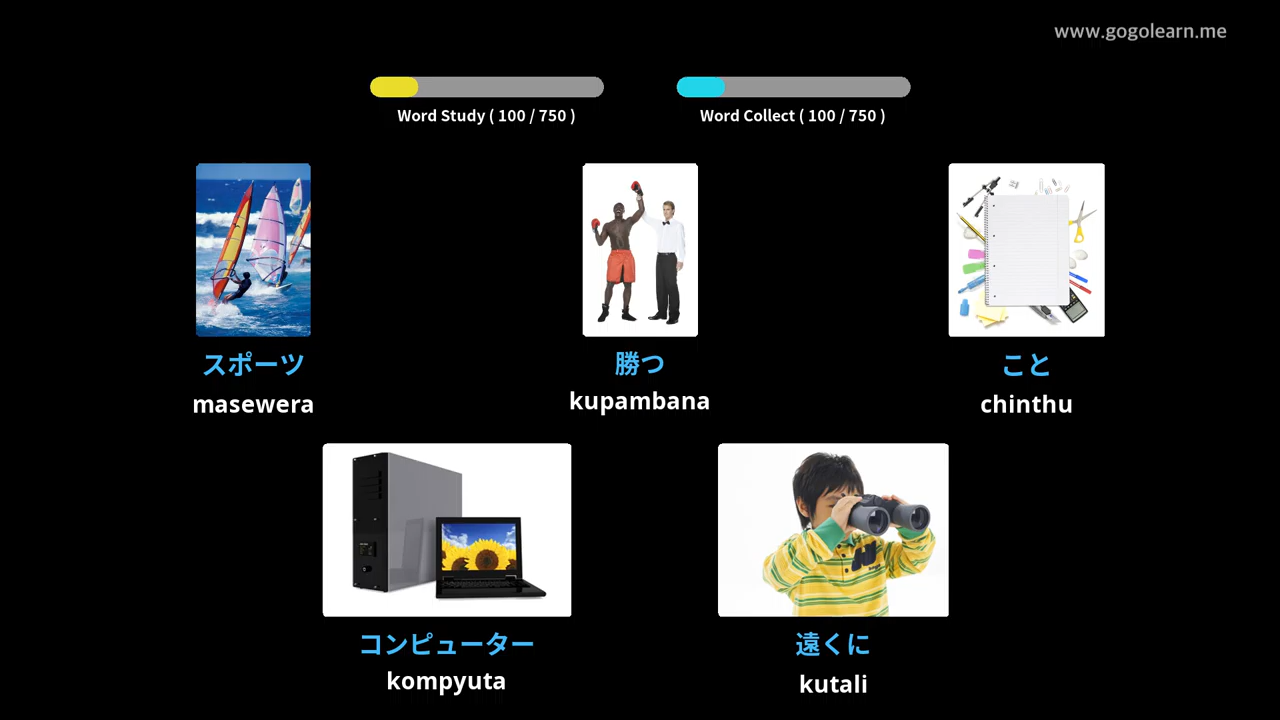 www.gogolearn.me
Word Study ( 100 / 750 )
Word Collect ( 100 / 750 )
スポーツ
masewera
勝つ
kupambana
こと
chinthu
コンピューター
kompyuta
遠くに
kutali